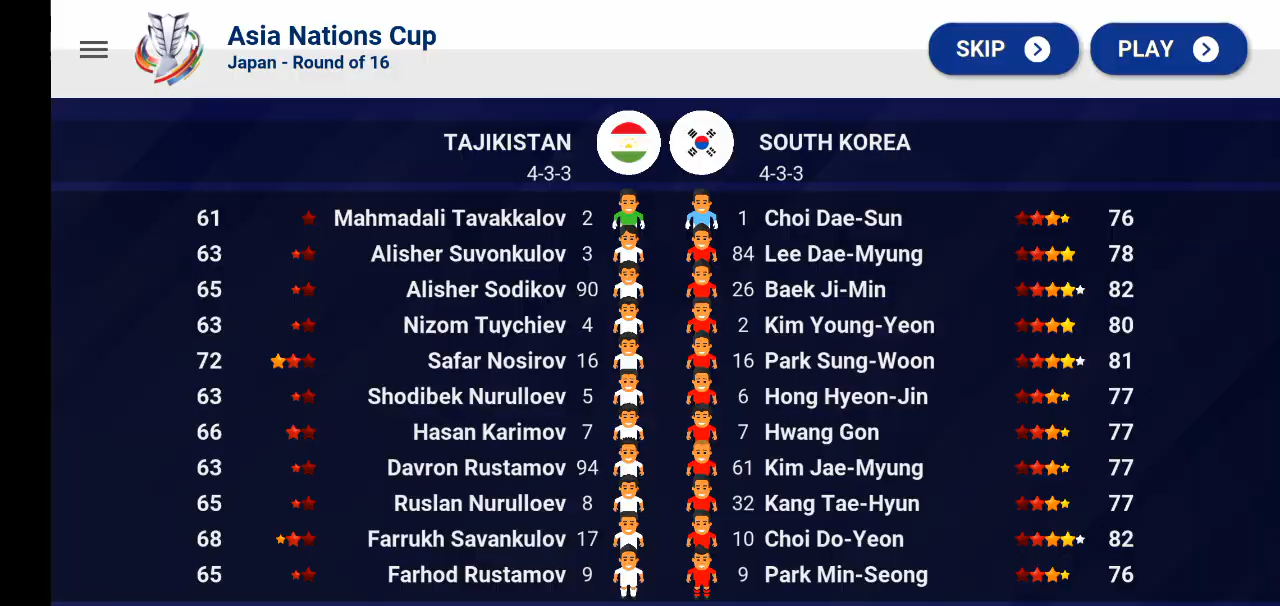 Asia Nations Cup
Japan - Round of 16
SKIP
PLAY
TAJIKISTAN
SOUTH KOREA
4-3-3
4-3-3
61 Mahmadali Tavakkalov 2 1 Choi Dae-Sun 76
63 Alisher Suvonkulov 3 84 Lee Dae-Myung 78
65 Alisher Sodikov 90 26 Baek Ji-Min 82
63 Nizom Tuychiev 4 2 Kim Young-Yeon 80
72 Safar Nosirov 16 16 Park Sung-Woon 81
63 Shodibek Nurulloev 5 6 Hong Hyeon-Jin 77
66 Hasan Karimov 7 7 Hwang Gon 77
63 Davron Rustamov 94 61 Kim Jae-Myung 77
65 Ruslan Nurulloev 8 32 Kang Tae-Hyun 77
68 Farrukh Savankulov 17 10 Choi Do-Yeon 82
65 Farhod Rustamov 9 9 Park Min-Seong 76